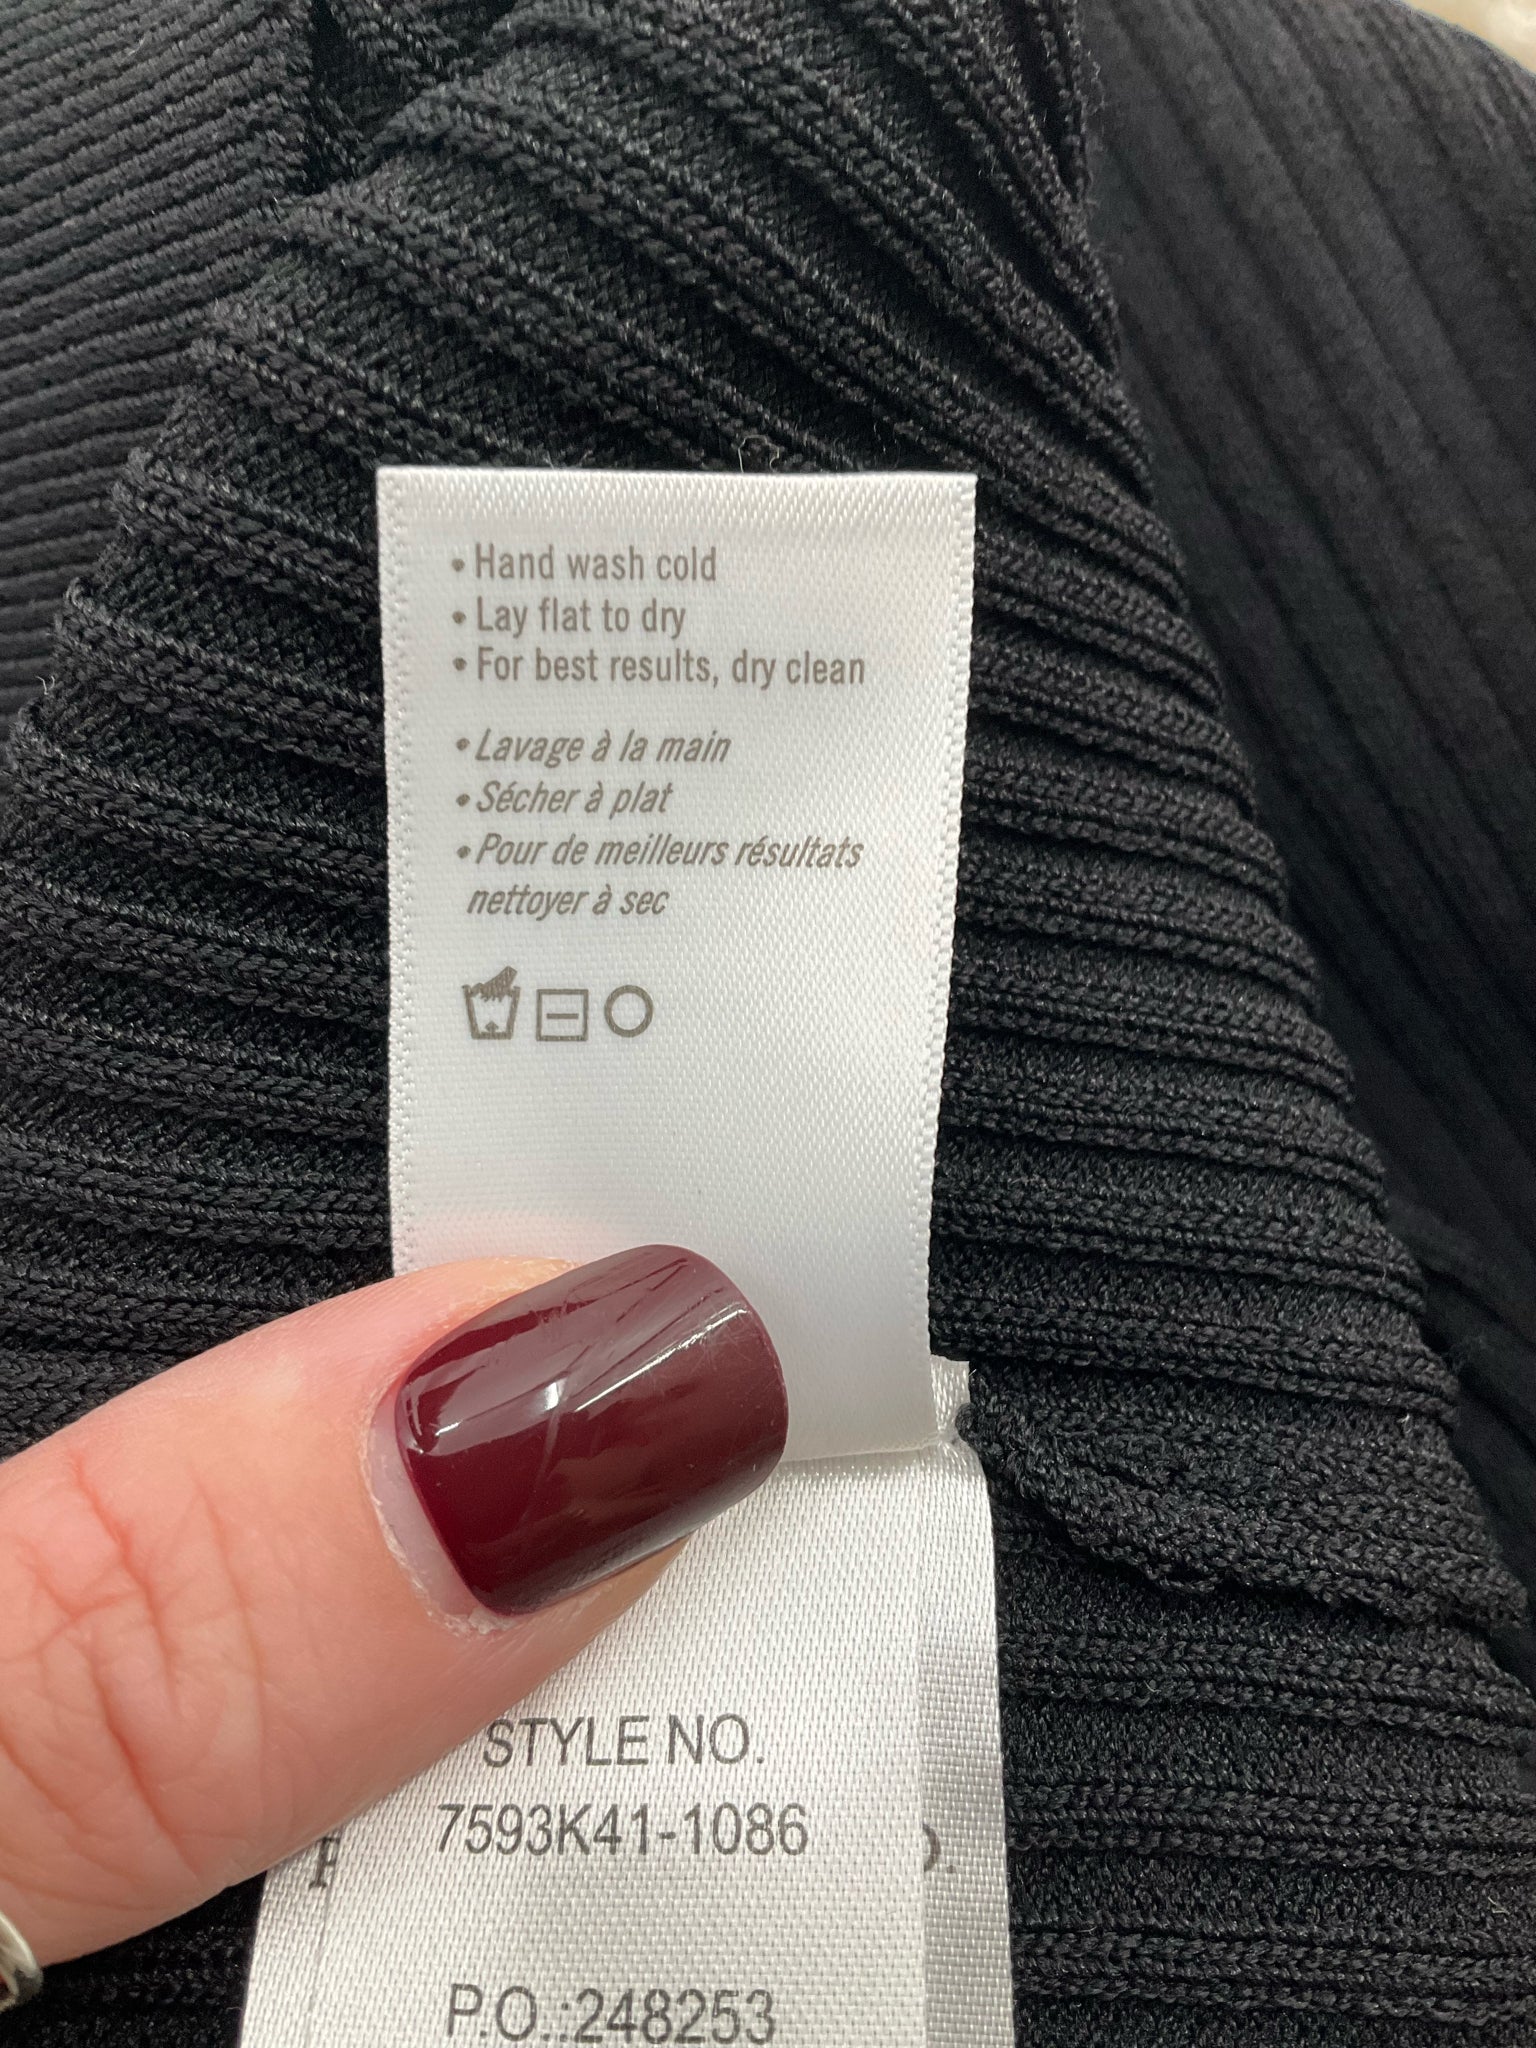 • Hand wash cold
• Lay flat to dry
• For best results, dry clean
• Lavage à la main
• Sécher à plat
• Pour de meilleurs résultats
nettoyer à sec
STYLE NO.
7593K41-1086
P.O.:248253